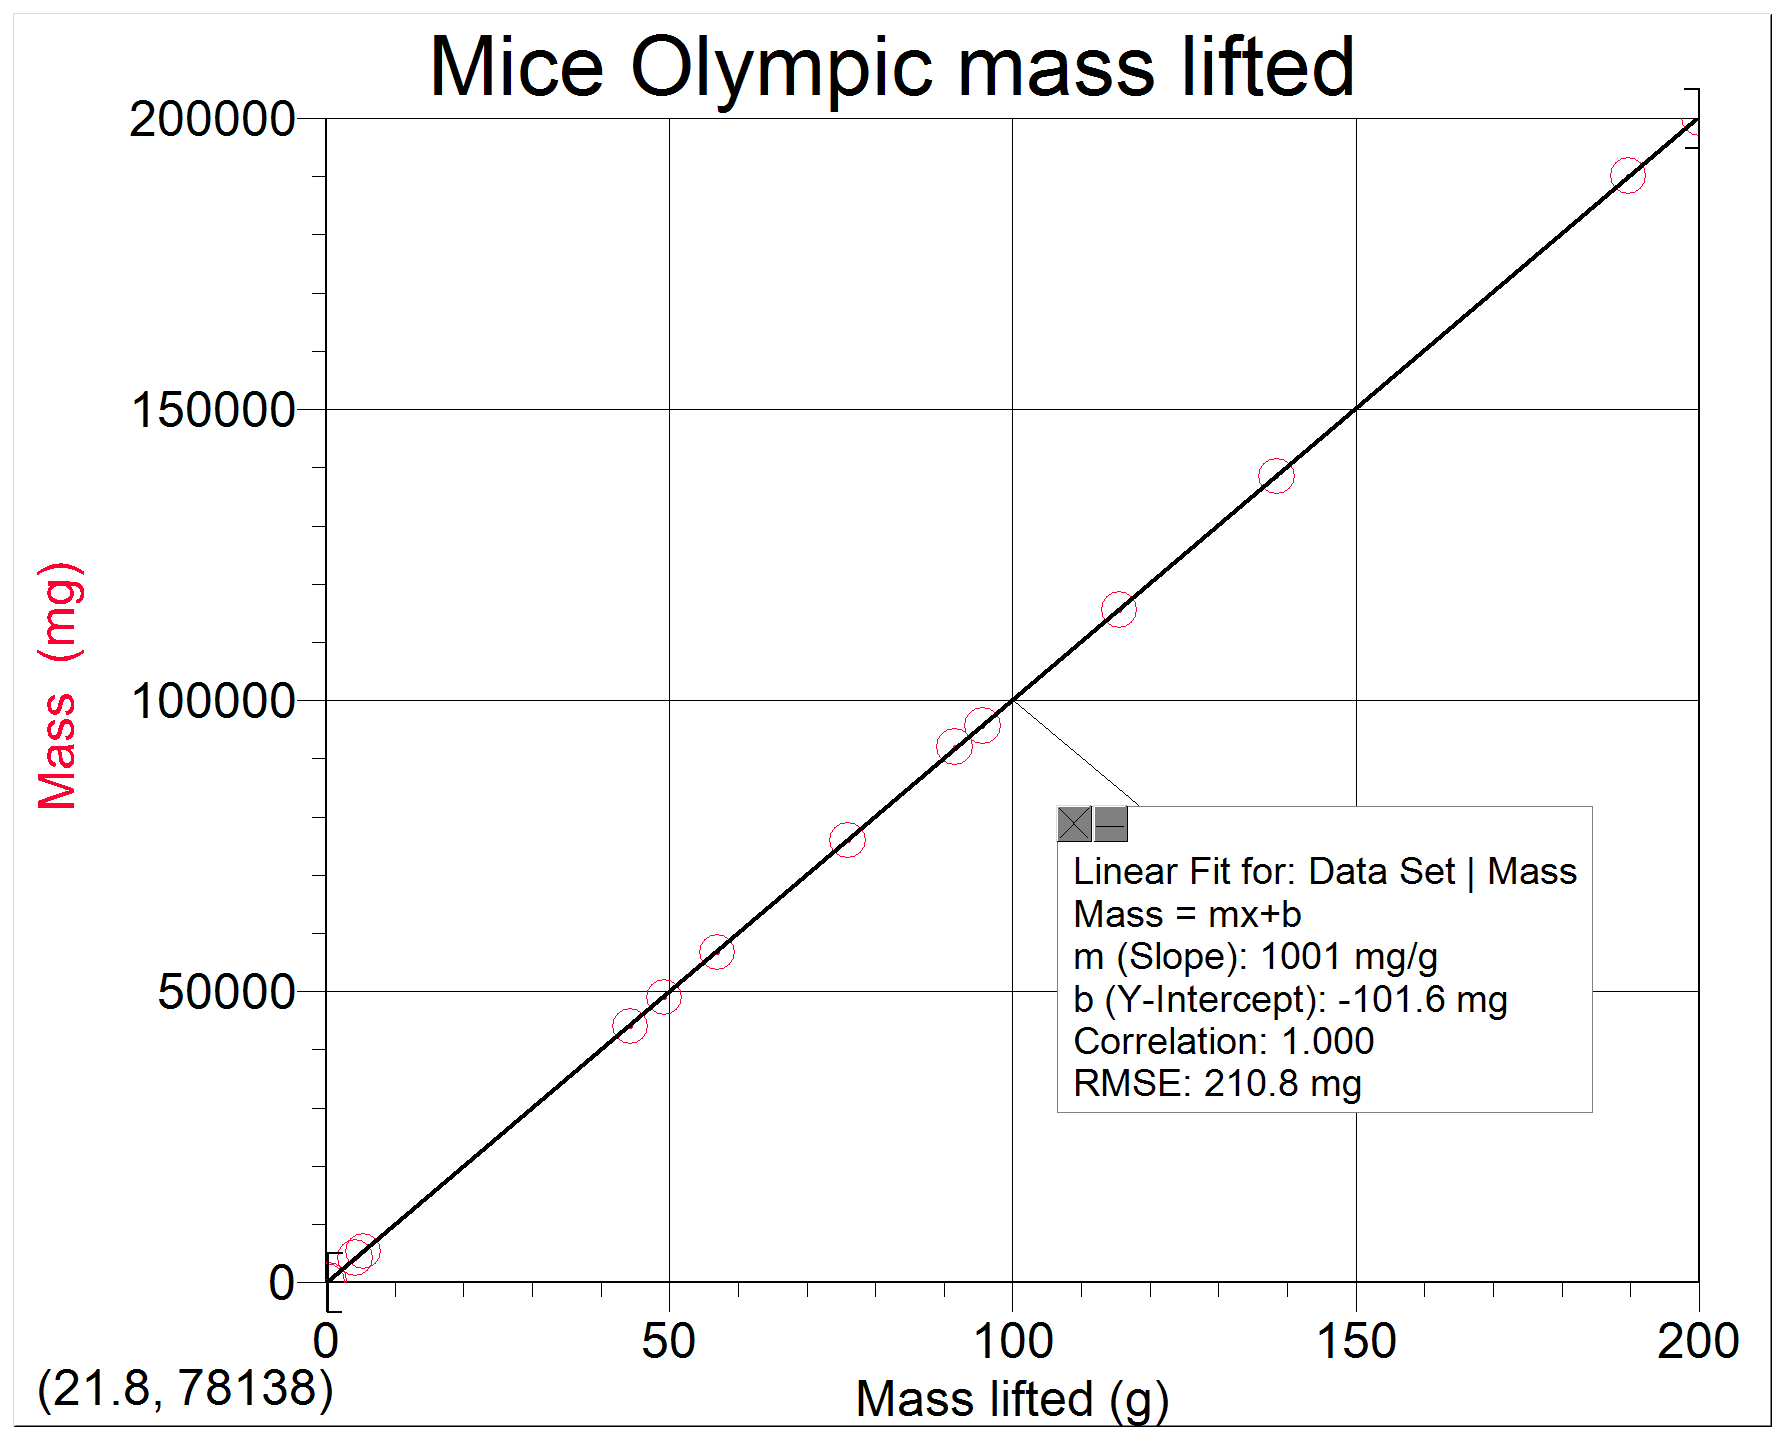 Mice Olympic mass lifted
200000
150000
100000
50000
0
Mass (mg)
Linear Fit for: Data Set | Mass
Mass = mx+b
m (Slope): 1001 mg/g
b (Y-Intercept): -101.6 mg
Correlation: 1.000
RMSE: 210.8 mg
0 50 100 150 200
(21.8, 78138)
Mass lifted (g)